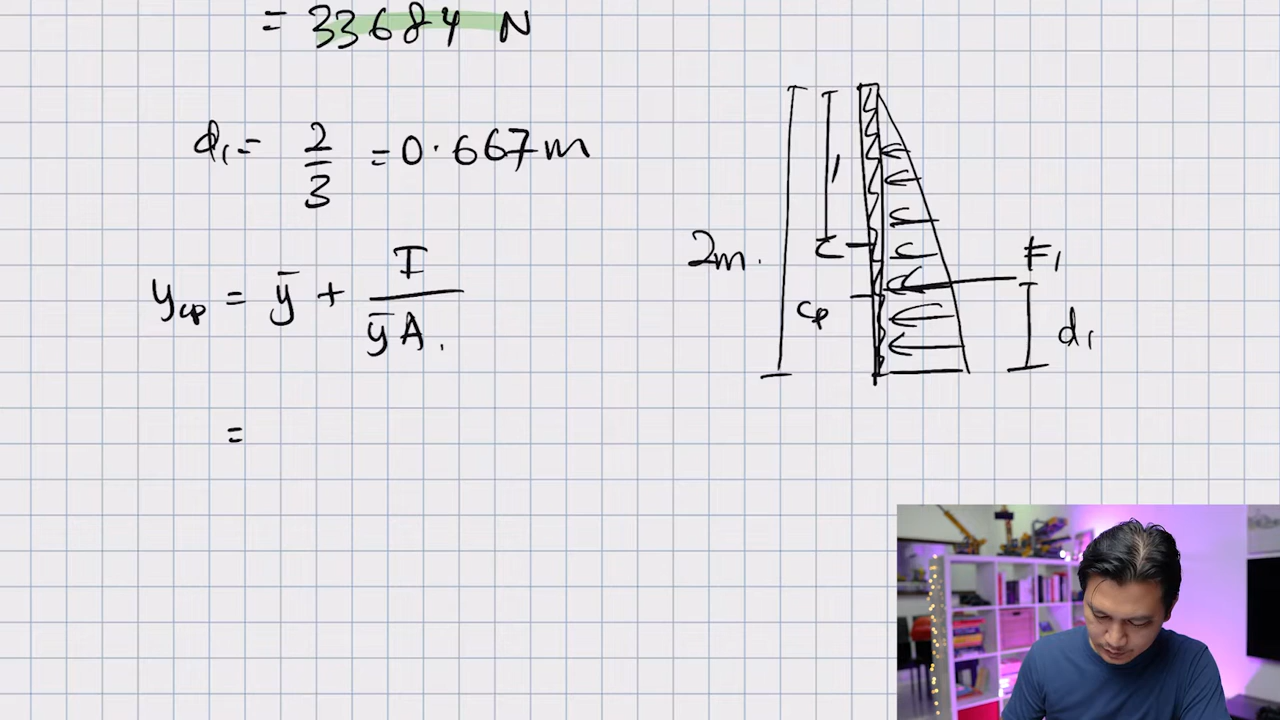 = 33684 N
d₁ = 2/3 = 0.667m
y_cp = ȳ + I/ȳA.
=
2m.
1
C
Cp
F₁
d₁